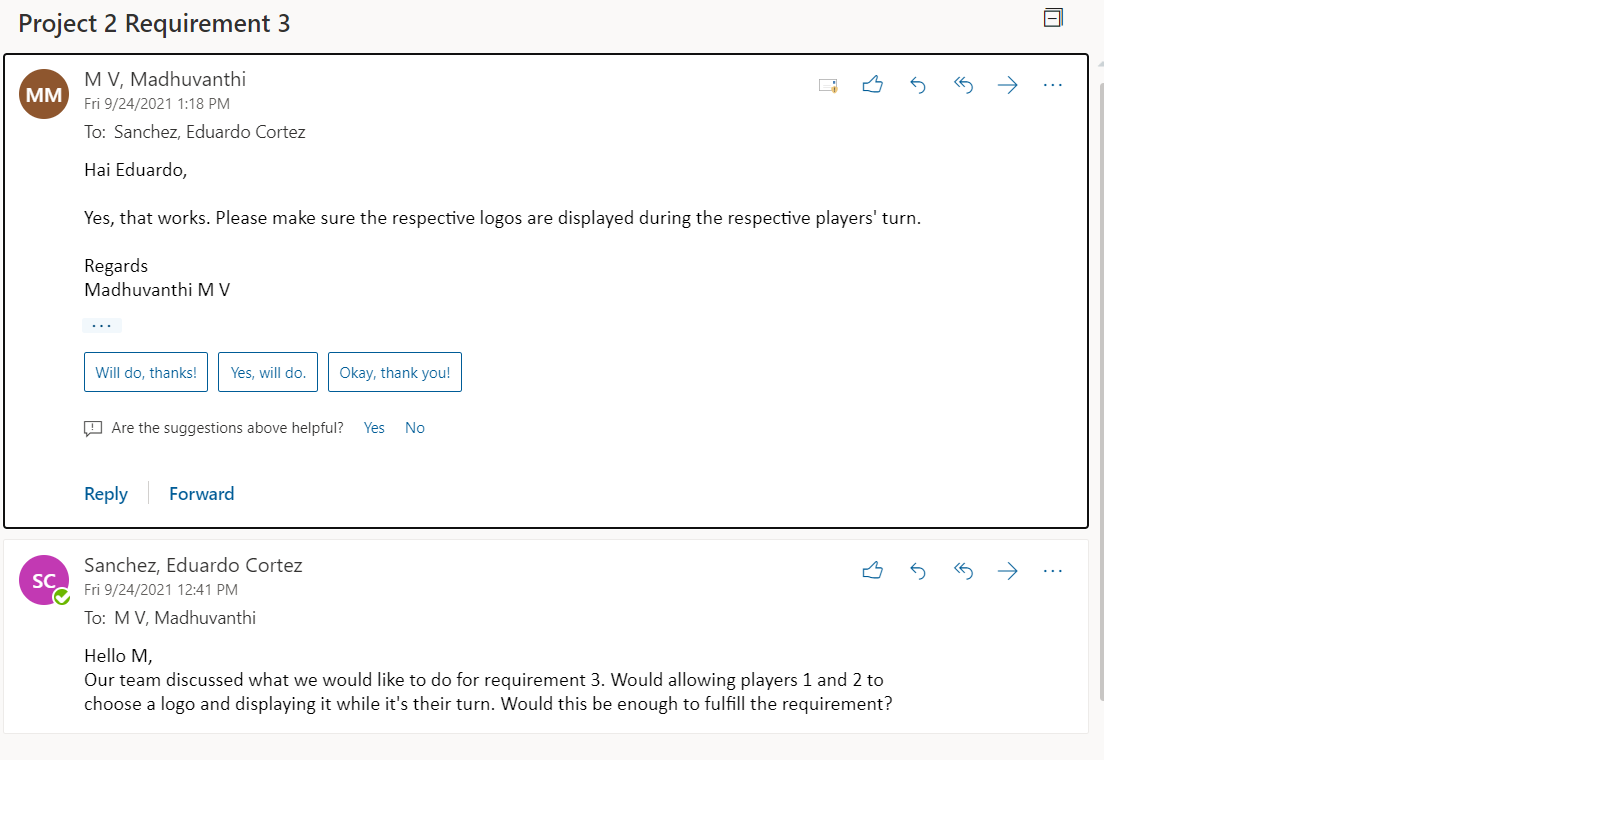 Project 2 Requirement 3
MM
M V, Madhuvanthi
Fri 9/24/2021 1:18 PM
To: Sanchez, Eduardo Cortez
Hai Eduardo,
Yes, that works. Please make sure the respective logos are displayed during the respective players' turn.
Regards
Madhuvanthi M V
...
Will do, thanks! Yes, will do. Okay, thank you!
Are the suggestions above helpful? Yes No
Reply Forward
SC
Sanchez, Eduardo Cortez
Fri 9/24/2021 12:41 PM
To: M V, Madhuvanthi
Hello M,
Our team discussed what we would like to do for requirement 3. Would allowing players 1 and 2 to
choose a logo and displaying it while it's their turn. Would this be enough to fulfill the requirement?